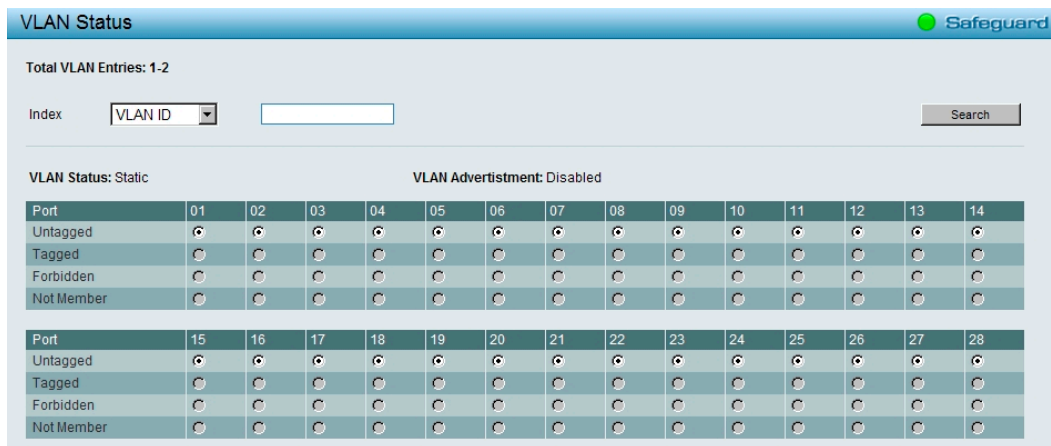 VLAN Status
Safeguard
Total VLAN Entries: 1-2
Index VLAN ID Search
VLAN Status: Static VLAN Advertistment: Disabled
Port 01 02 03 04 05 06 07 08 09 10 11 12 13 14
Untagged
Tagged
Forbidden
Not Member
Port 15 16 17 18 19 20 21 22 23 24 25 26 27 28
Untagged
Tagged
Forbidden
Not Member